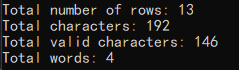 Total number of rows: 13
Total characters: 192
Total valid characters: 146
Total words: 4